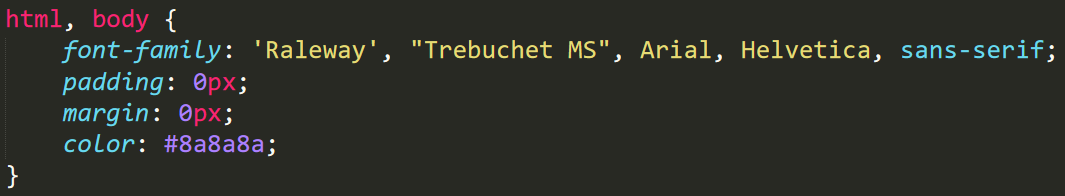 html, body {
    font-family: 'Raleway', "Trebuchet MS", Arial, Helvetica, sans-serif;
    padding: 0px;
    margin: 0px;
    color: #8a8a8a;
}